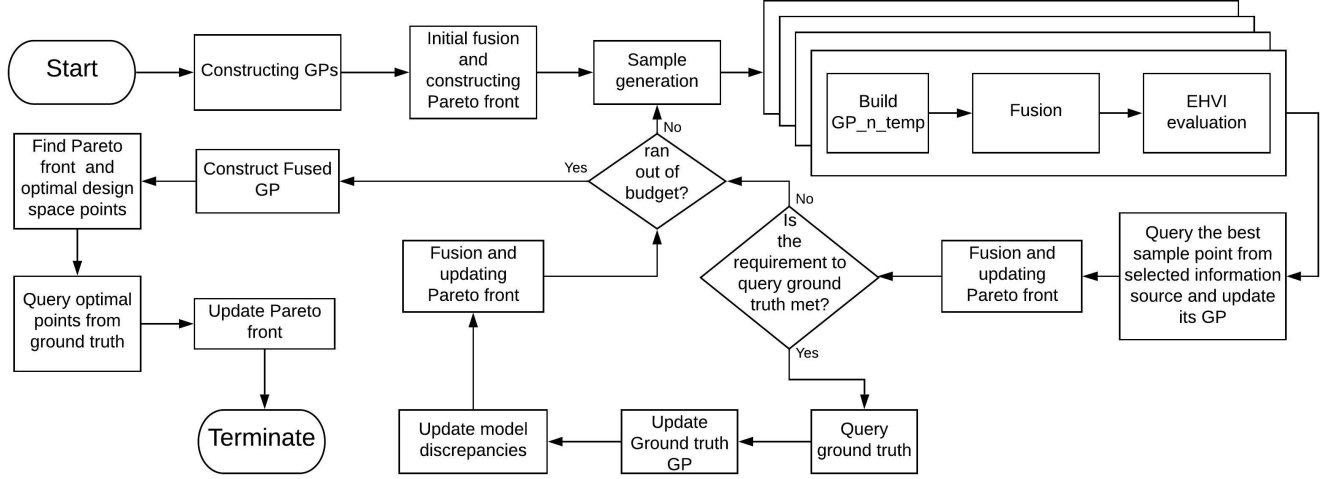 Start
Constructing GPs
Initial fusion
and
constructing
Pareto front
Sample
generation
Build
GP_n_temp
Fusion
EHVI
evaluation
No
ran
out of
budget?
Yes
Construct Fused
GP
Find Pareto
front and
optimal design
space points
Is
the
requirement to
query ground
truth met?
No
Yes
Fusion and
updating
Pareto front
Query the best
sample point from
selected information
source and update
its GP
Fusion and
updating
Pareto front
Query optimal
points from
ground truth
Update Pareto
front
Terminate
Update model
discrepancies
Update
Ground truth
GP
Query
ground truth